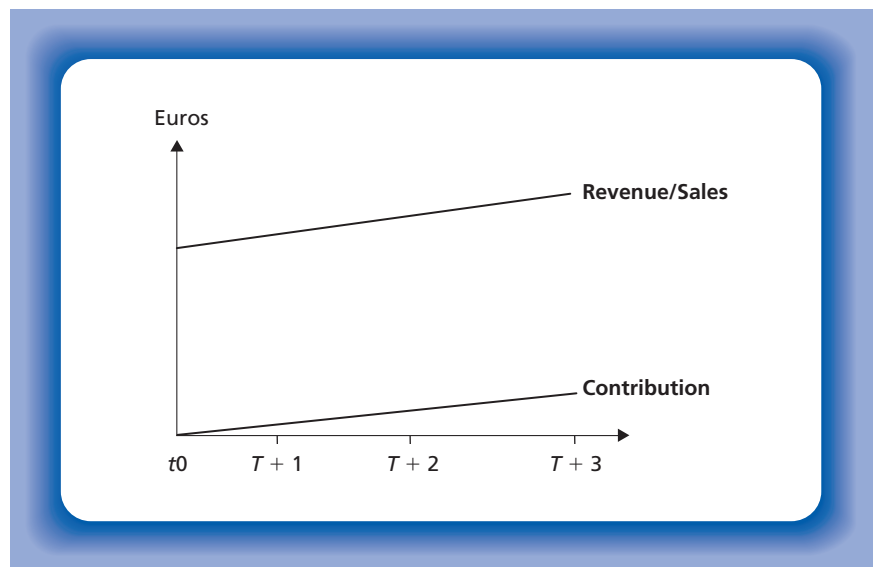 Euros
Revenue/Sales
Contribution
t0 T + 1 T + 2 T + 3